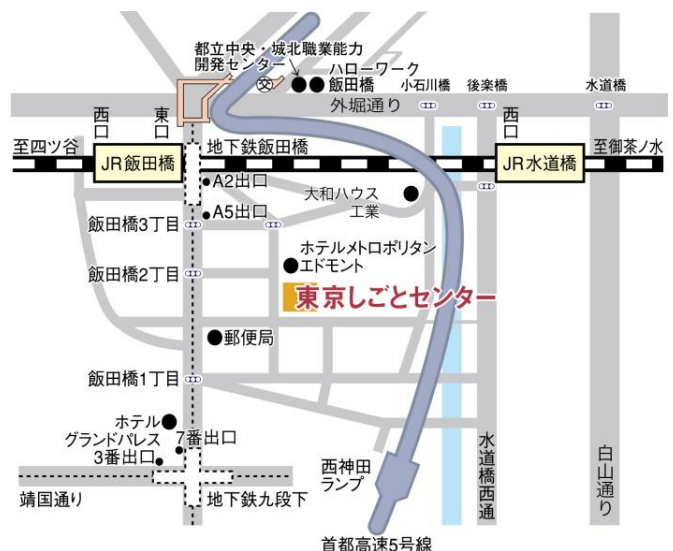 都立中央・城北職業能力
開発センター
ハローワーク
飯田橋
小石川橋
後楽橋
水道橋
外堀通り
西口
東口
西口
至四ツ谷
地下鉄飯田橋
至御茶ノ水
JR飯田橋
JR水道橋
A2出口
大和ハウス
工業
A5出口
飯田橋3丁目
ホテルメトロポリタン
エドモント
飯田橋2丁目
東京しごとセンター
郵便局
飯田橋1丁目
ホテル
グランドパレス
7番出口
3番出口
西神田
ランプ
水道橋西通
白山通り
靖国通り
地下鉄九段下
首都高速5号線